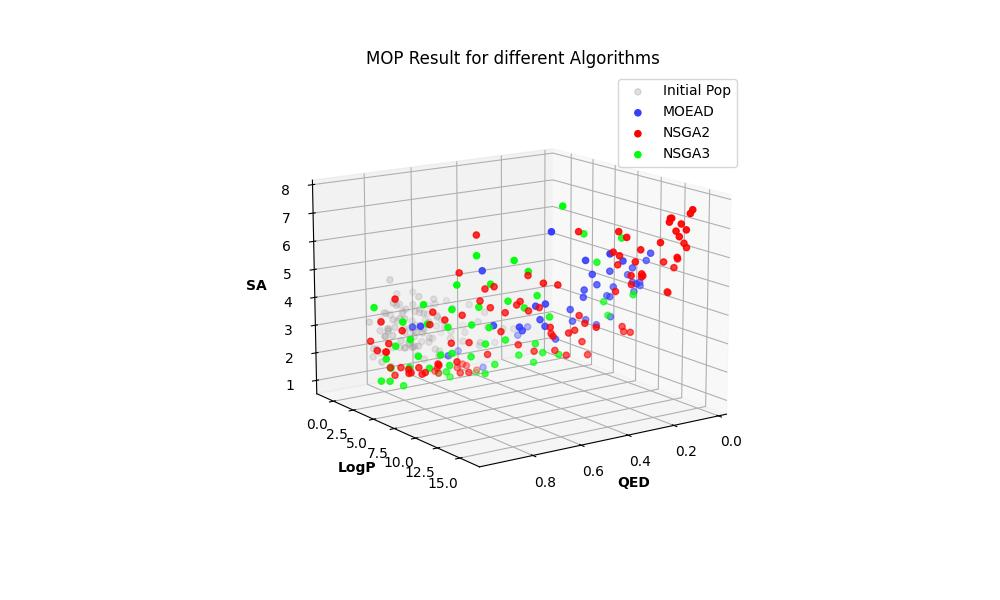 MOP Result for different Algorithms
Initial Pop
MOEAD
NSGA2
NSGA3
8
7
6
5
4
3
2
1
SA
0.0
2.5
5.0
7.5
10.0
12.5
15.0
LogP
0.8
0.6
0.4
0.2
0.0
QED